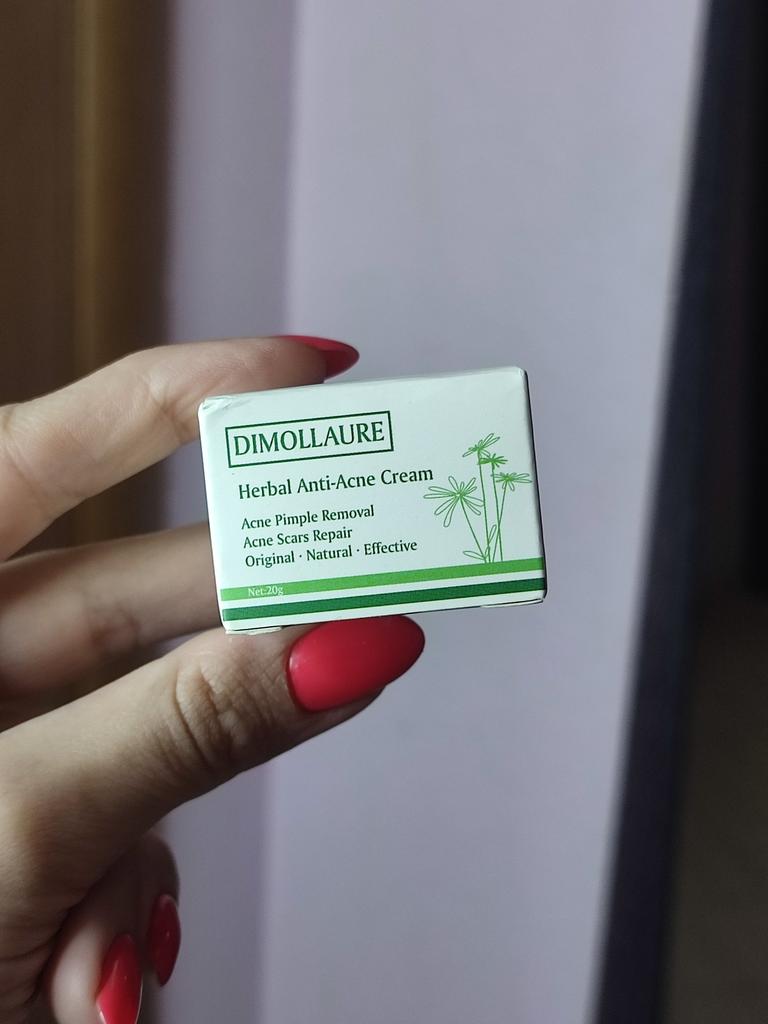 DIMOLLAURE
Herbal Anti-Acne Cream
Acne Pimple Removal
Acne Scars Repair
Original · Natural · Effective
Net:20g